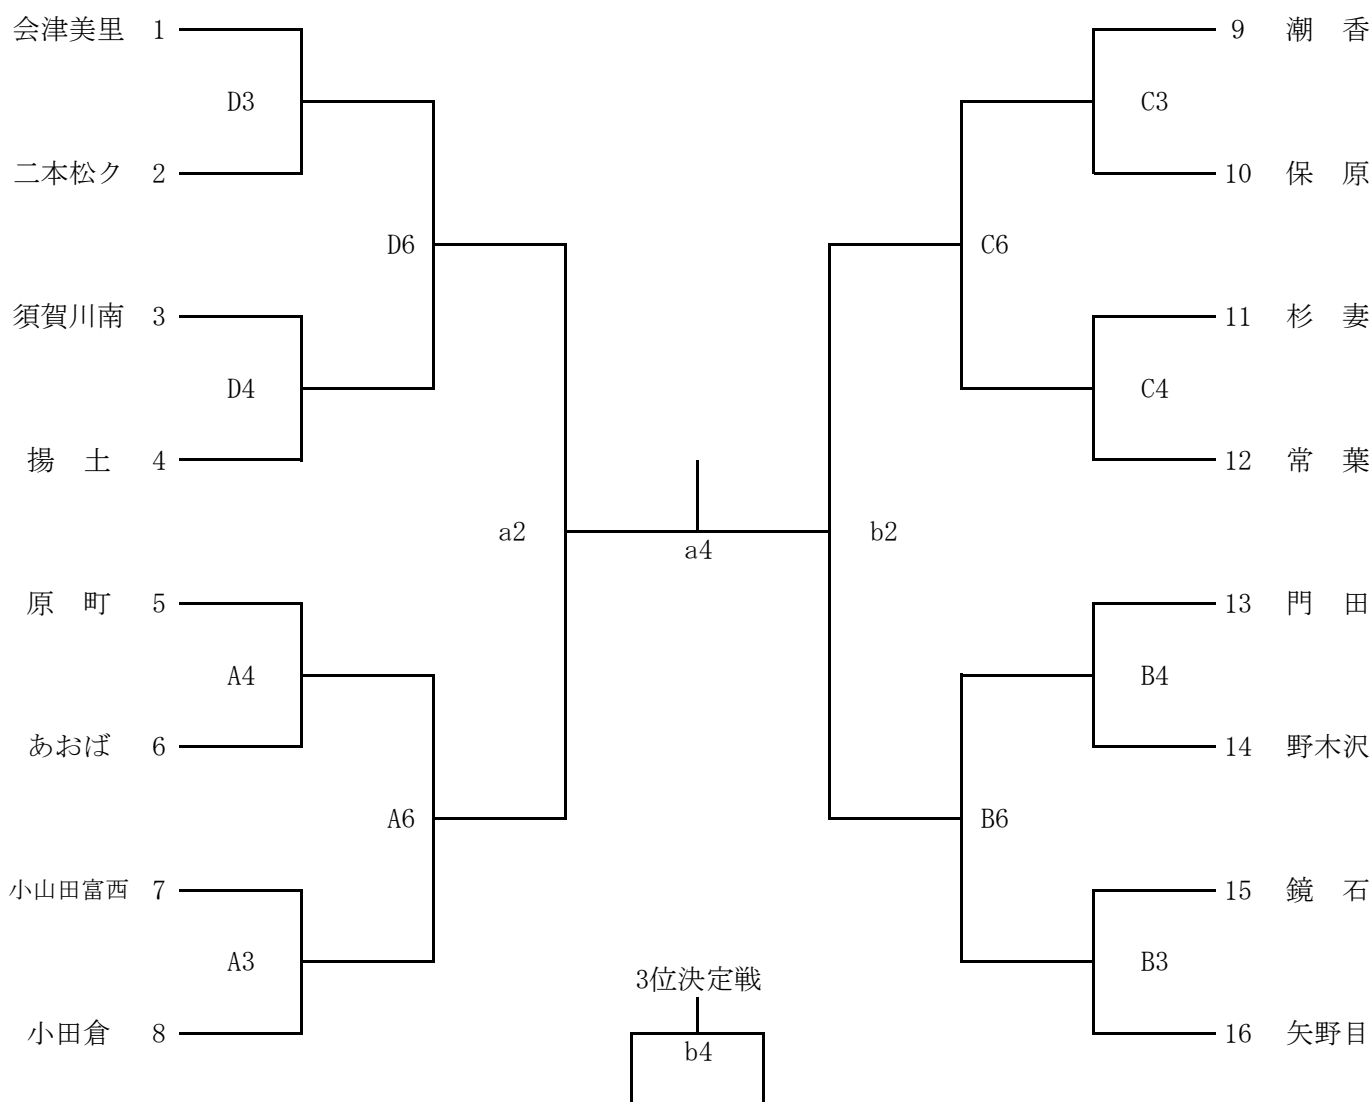 会津美里 1
D3
二本松ク 2
D6
須賀川南 3
D4
揚 土 4
a2
原 町 5
A4
あおば 6
A6
小山田富西 7
A3
小田倉 8
a4
3位決定戦
b4
9 潮 香
C3
10 保 原
C6
11 杉 妻
C4
12 常 葉
b2
13 門 田
B4
14 野木沢
B6
15 鏡 石
B3
16 矢野目